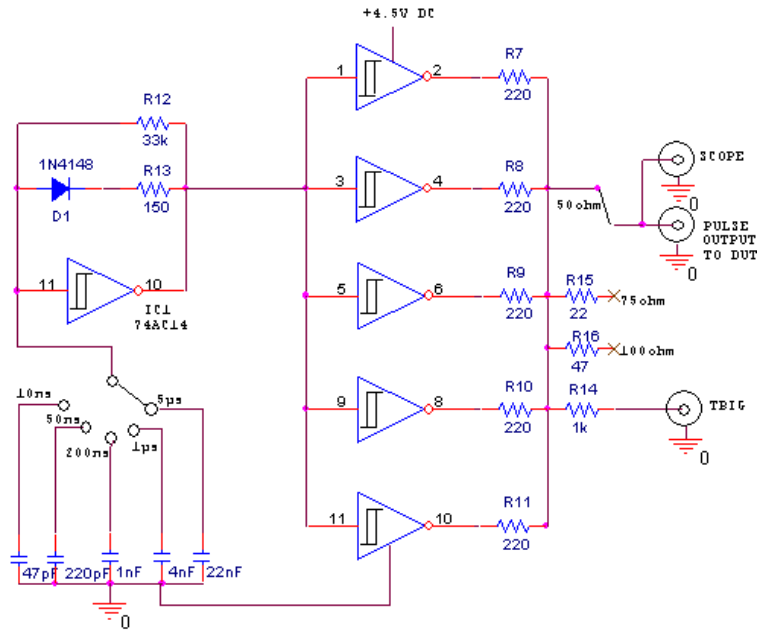 +4.5V DC
R12
33k
1N4148
R13
150
D1
11
10
IC1
74AC14
1
2
R7
220
3
4
R8
220
5
6
R9
220
9
8
R10
220
11
10
R11
220
50ohm
SCOPE
0
PULSE
OUTPUT
TO DUT
0
R15
22
75ohm
R16
47
100ohm
R14
1k
TBIG
0
10ns
50ns
200ns
1µs
5µs
47pF
220pF
1nF
4nF
22nF
0